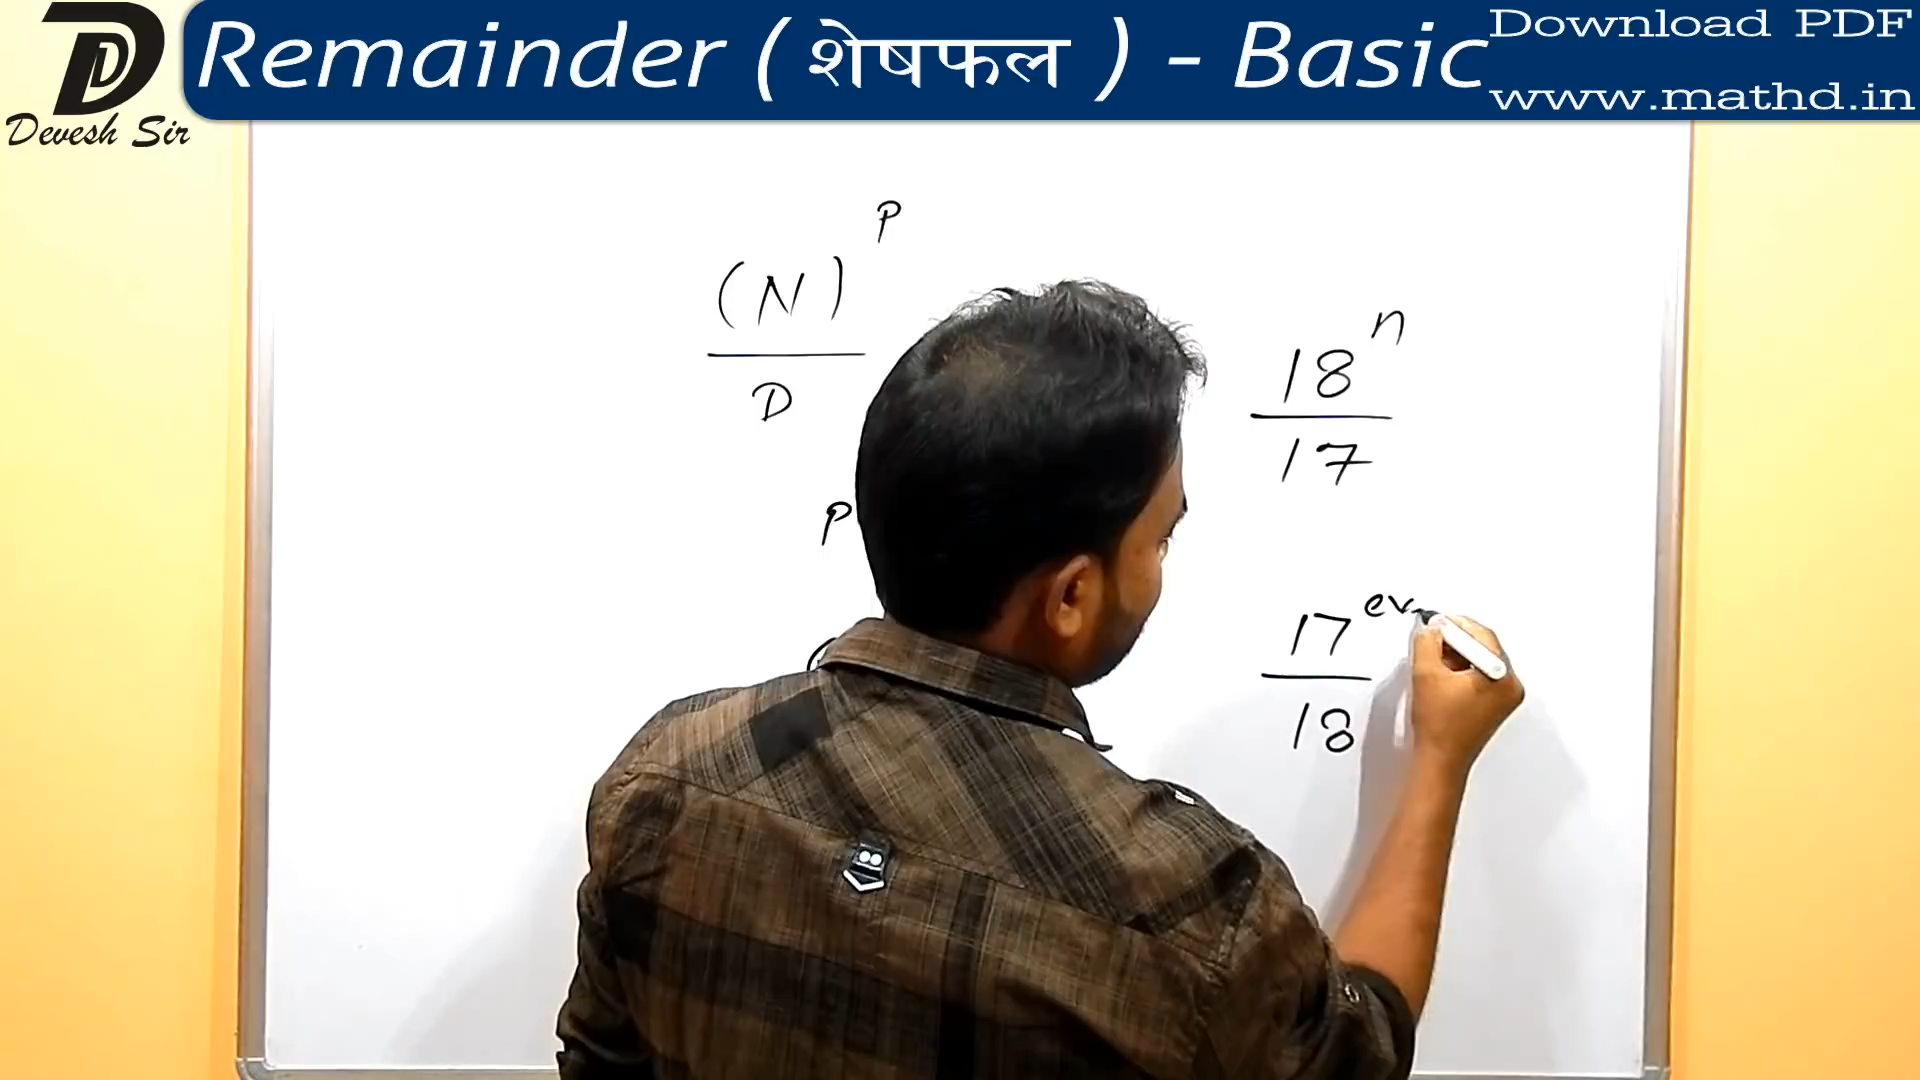 Devesh Sir
Remainder ( शेषफल ) - Basic
Download PDF
www.mathd.in
P
(N)
D
P
n
18
17
ev
17
18